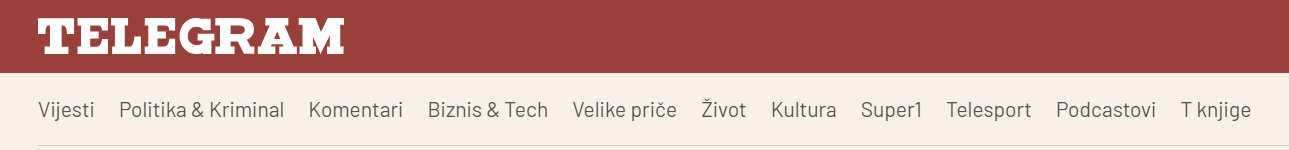 TELEGRAM
Vijesti Politika & Kriminal Komentari Biznis & Tech Velike priče Život Kultura Super1 Telesport Podcastovi T knjige